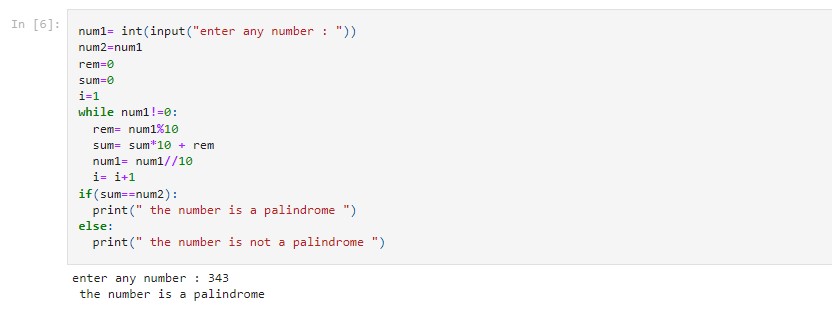 In [6]:
num1= int(input("enter any number : "))
num2=num1
rem=0
sum=0
i=1
while num1!=0:
  rem= num1%10
  sum= sum*10 + rem
  num1= num1//10
  i= i+1
if(sum==num2):
  print(" the number is a palindrome ")
else:
  print(" the number is not a palindrome ")
enter any number : 343
 the number is a palindrome